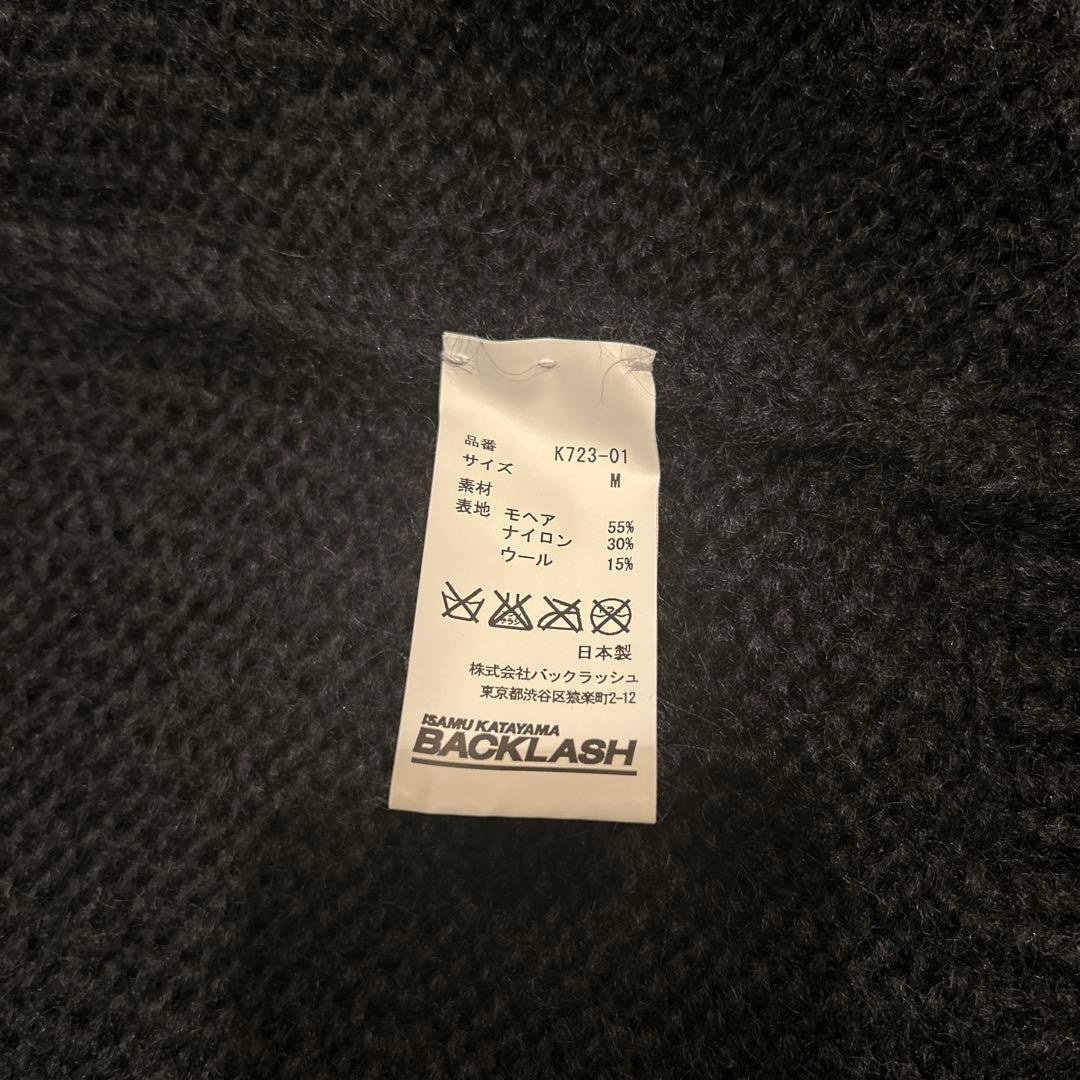 品番 K723-01
サイズ M
素材
表地 モヘア 55%
ナイロン 30%
ウール 15%
日本製
株式会社バックラッシュ
東京都渋谷区猿楽町2-12
ISAMU KATAYAMA
BACKLASH